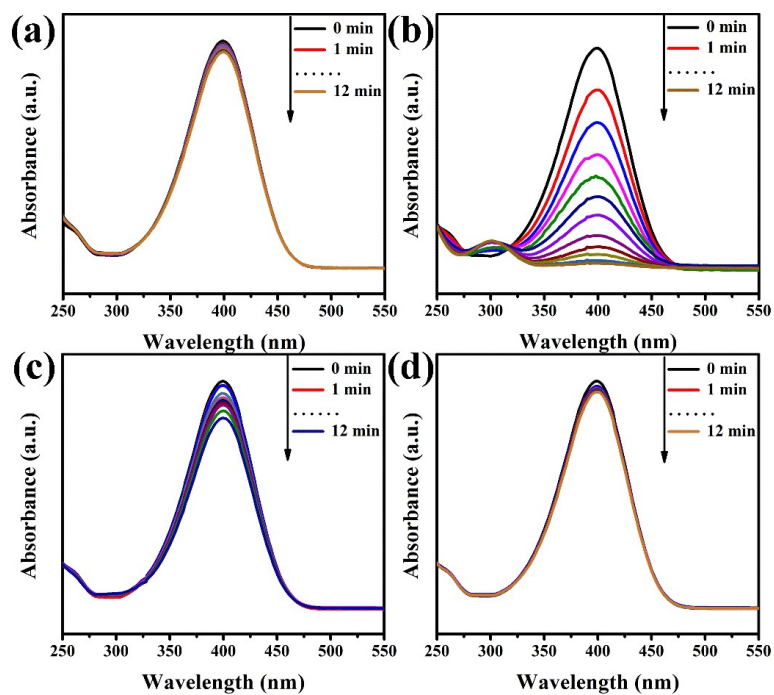 (a)
0 min
1 min
.......
12 min
Absorbance (a.u.)
250 300 350 400 450 500 550
Wavelength (nm)
(b)
0 min
1 min
.......
12 min
Absorbance (a.u.)
250 300 350 400 450 500 550
Wavelength (nm)
(c)
0 min
1 min
.......
12 min
Absorbance (a.u.)
250 300 350 400 450 500 550
Wavelength (nm)
(d)
0 min
1 min
.......
12 min
Absorbance (a.u.)
250 300 350 400 450 500 550
Wavelength (nm)